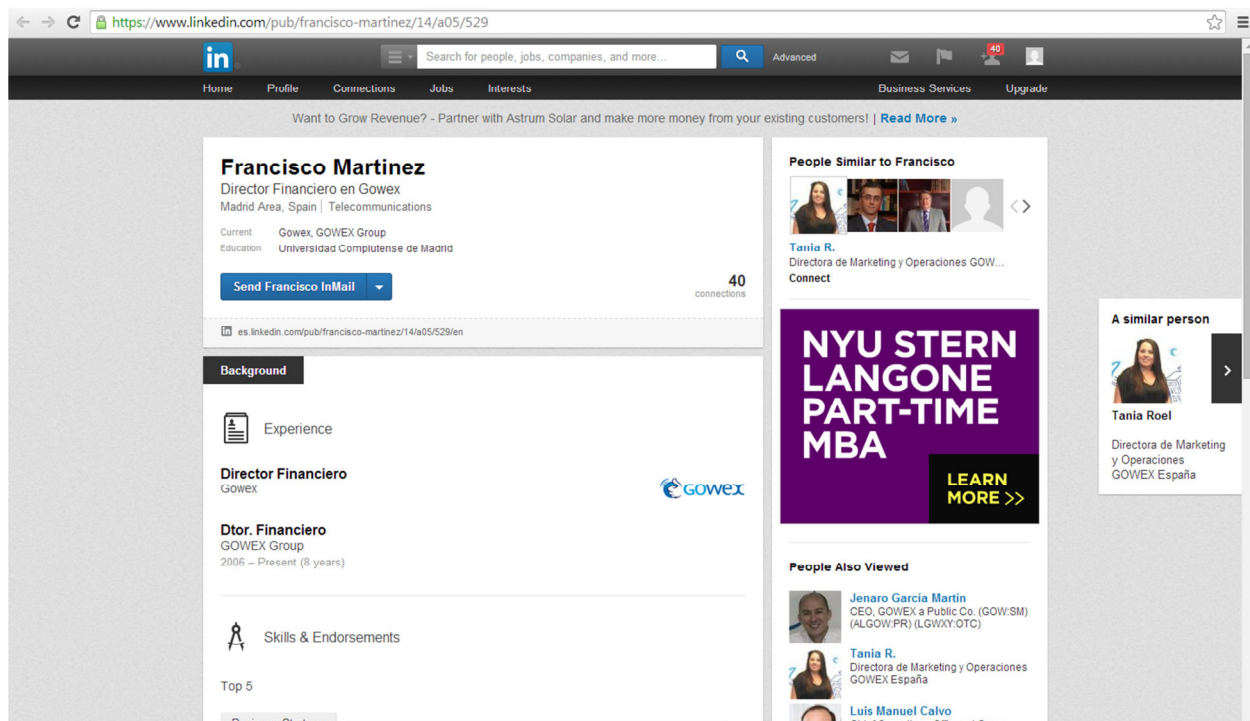 https://www.linkedin.com/pub/francisco-martinez/14/a05/529
in
Search for people, jobs, companies, and more...
Advanced
40
Home Profile Connections Jobs Interests Business Services Upgrade
Want to Grow Revenue? - Partner with Astrum Solar and make more money from your existing customers! | Read More »
Francisco Martinez
Director Financiero en Gowex
Madrid Area, Spain | Telecommunications
Current Gowex, GOWEX Group
Education Universidad Complutense de Madrid
Send Francisco InMail
40
connections
in es.linkedin.com/pub/francisco-martinez/14/a05/529/en
Background
Experience
Director Financiero
Gowex
GOWEX
Dtor. Financiero
GOWEX Group
2006 – Present (8 years)
Skills & Endorsements
Top 5
People Similar to Francisco
Tania R.
Directora de Marketing y Operaciones GOW...
Connect
NYU STERN
LANGONE
PART-TIME
MBA
LEARN
MORE >>
People Also Viewed
Jenaro García Martín
CEO, GOWEX a Public Co. (GOW:SM)
(ALGOW:PR) (LGWXY:OTC)
Tania R.
Directora de Marketing y Operaciones
GOWEX España
Luis Manuel Calvo
A similar person
Tania Roel
Directora de Marketing
y Operaciones
GOWEX España